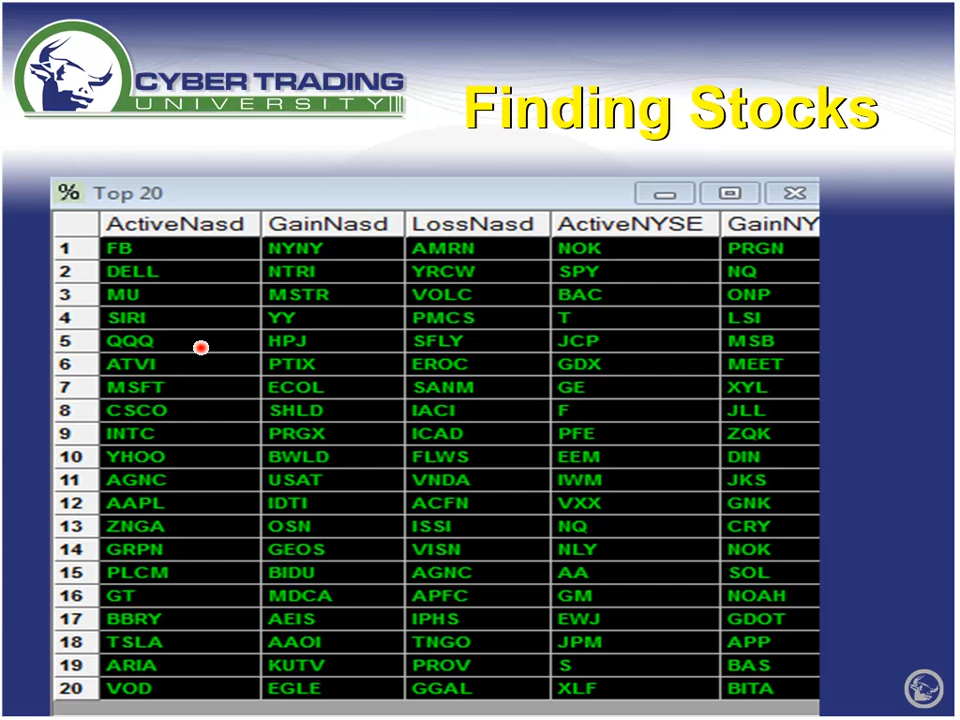 CYBER TRADING
UNIVERSITY
Finding Stocks
% Top 20
ActiveNasd GainNasd LossNasd ActiveNYSE GainNY
1 FB NYNY AMRN NOK PRGN
2 DELL NTRI YRCW SPY NQ
3 MU MSTR VOLC BAC ONP
4 SIRI YY PMCS T LSI
5 QQQ HPJ SFLY JCP MSB
6 ATVI PTIX EROC GDX MEET
7 MSFT ECOL SANM GE XYL
8 CSCO SHLD IACI F JLL
9 INTC PRGX ICAD PFE ZQK
10 YHOO BWLD FLWS EEM DIN
11 AGNC USAT VNDA IWM JKS
12 AAPL IDTI ACFN VXX GNK
13 ZNGA OSN ISSI NQ CRY
14 GRPN GEOS VISN NLY NOK
15 PLCM BIDU AGNC AA SOL
16 GT MDCA APFC GM NOAH
17 BBRY AEIS IPHS EWJ GDOT
18 TSLA AAOI TNGO JPM APP
19 ARIA KUTV PROV S BAS
20 VOD EGLE GGAL XLF BITA